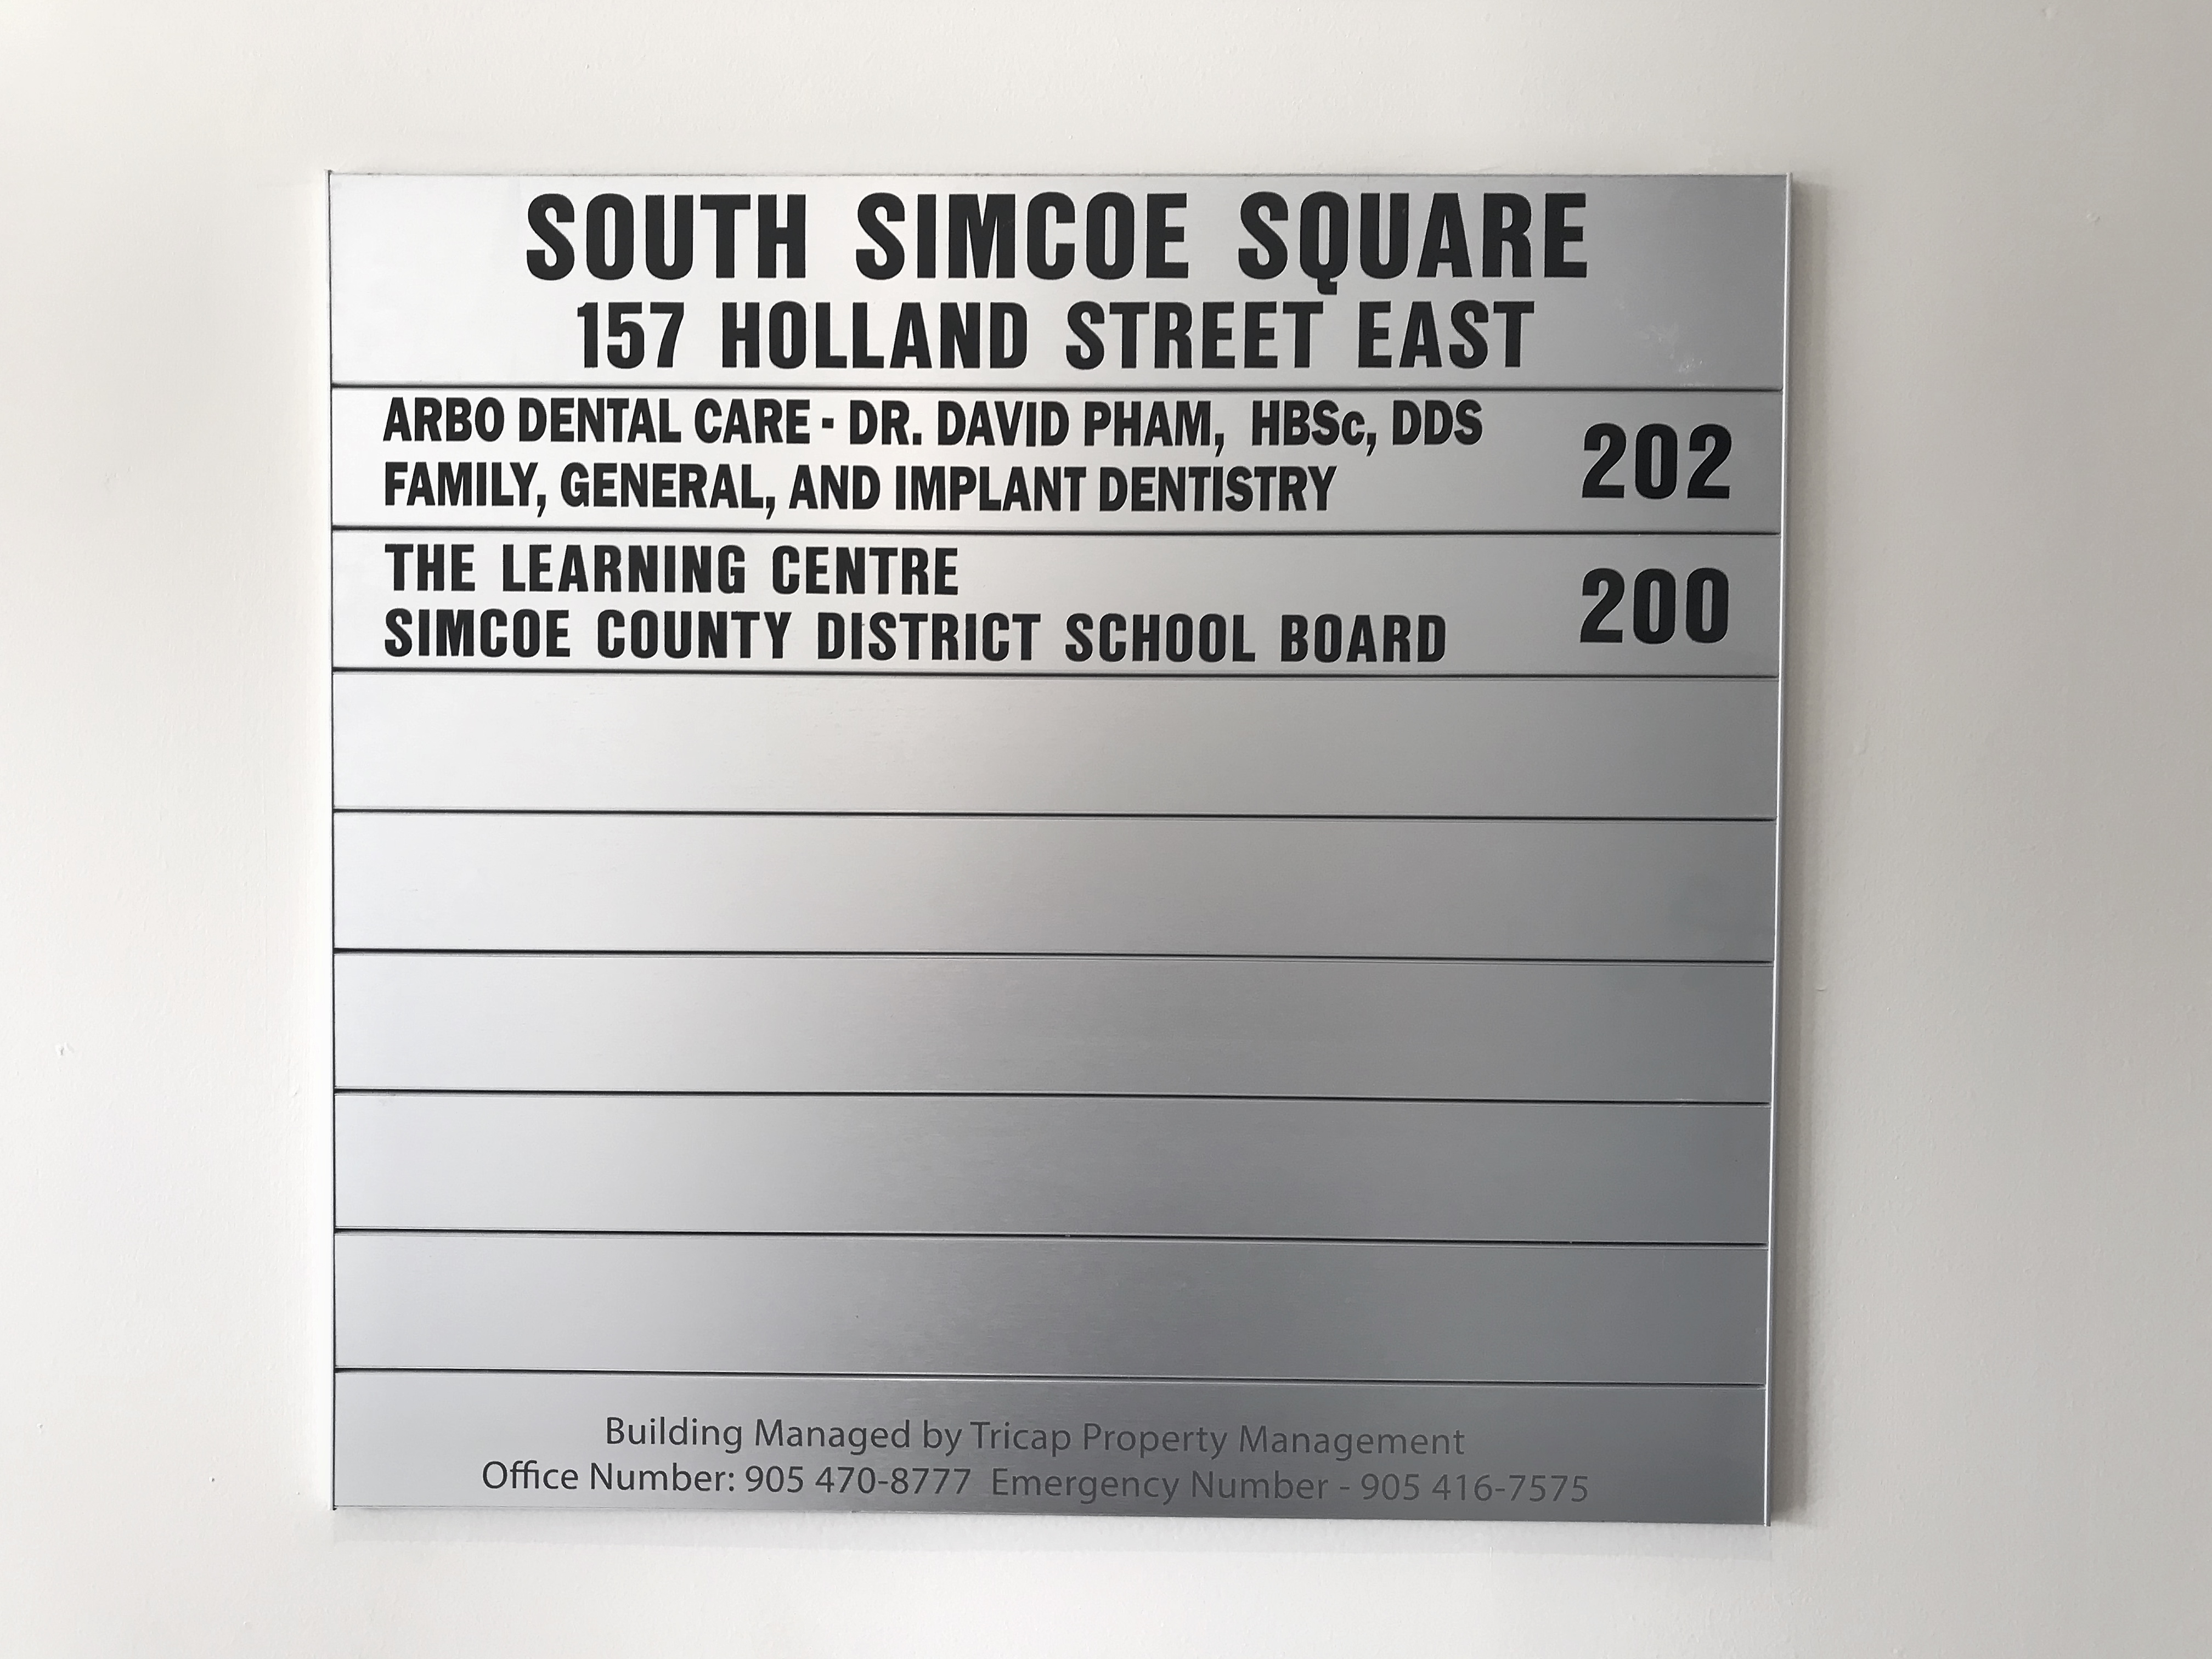 SOUTH SIMCOE SQUARE
157 HOLLAND STREET EAST
ARBO DENTAL CARE - DR. DAVID PHAM, HBSc, DDS
FAMILY, GENERAL, AND IMPLANT DENTISTRY
202
THE LEARNING CENTRE
SIMCOE COUNTY DISTRICT SCHOOL BOARD
200
Building Managed by Tricap Property Management
Office Number: 905 470-8777 Emergency Number - 905 416-7575